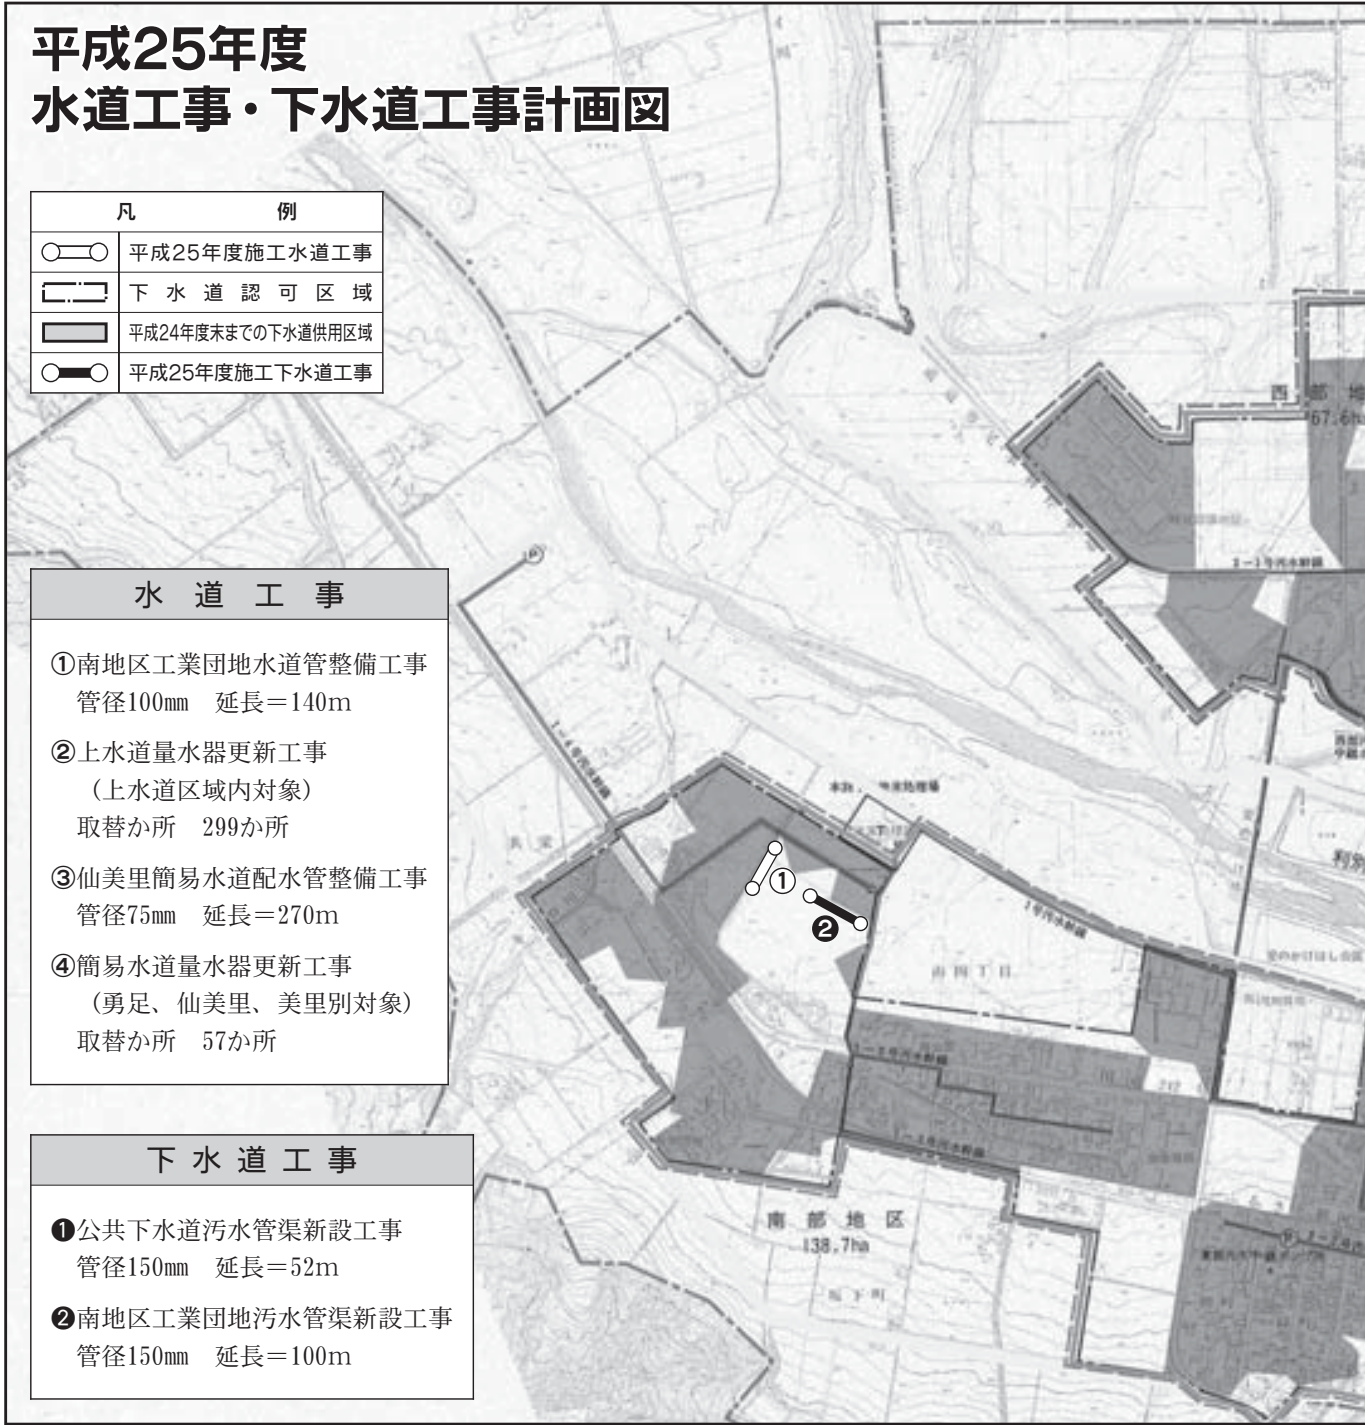 平成25年度
水道工事・下水道工事計画図
凡例
平成25年度施工水道工事
下水道認可区域
平成24年度末までの下水道供用区域
平成25年度施工下水道工事
水道工事
①南地区工業団地水道管整備工事
管径100㎜　延長＝140ｍ
②上水道量水器更新工事
（上水道区域内対象）
取替か所　299か所
③仙美里簡易水道配水管整備工事
管径75㎜　延長＝270ｍ
④簡易水道量水器更新工事
（勇足、仙美里、美里別対象）
取替か所　57か所
下水道工事
❶公共下水道汚水管渠新設工事
管径150㎜　延長＝52ｍ
❷南地区工業団地汚水管渠新設工事
管径150㎜　延長＝100ｍ
西部地
67.6ha
P
①
❷
1号汚水幹線
南部地区
138.7ha
利別